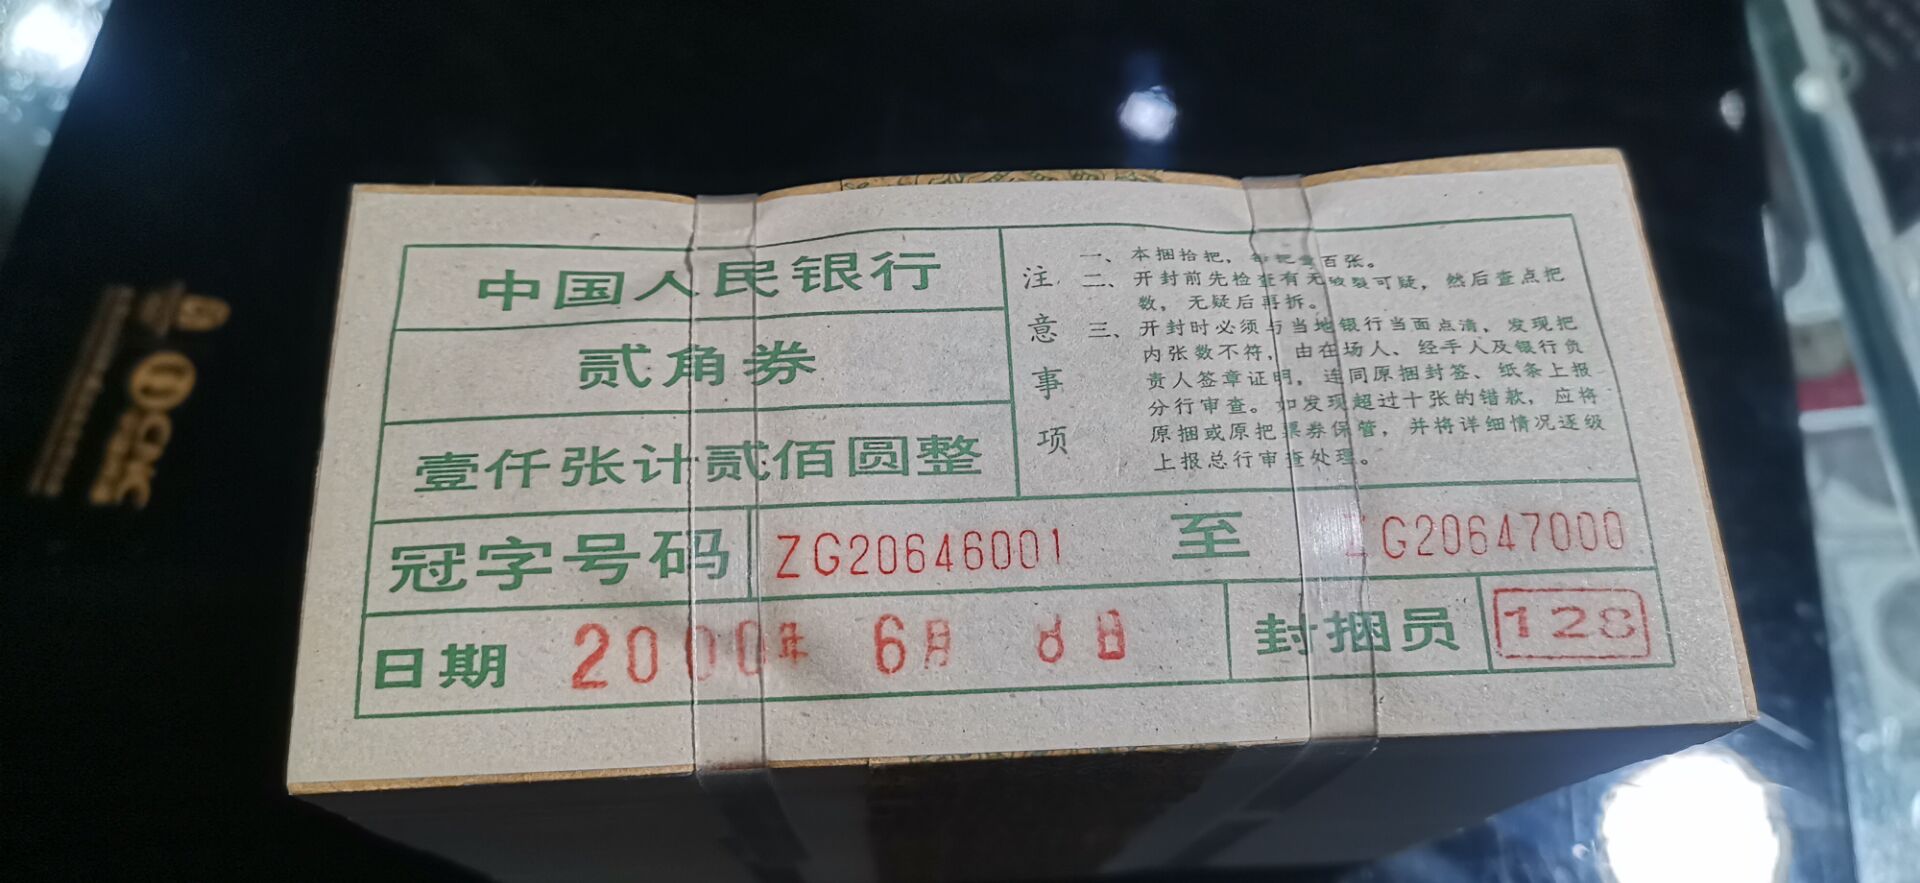 中国人民银行
贰角券
壹仟张计贰佰圆整
注意事项
一、本捆拾把，每把壹百张。
二、开封前先检查有无破裂可疑，然后查点把
数，无疑后再拆。
三、开封时必须与当地银行当面点清，发现把
内张数不符，由在场人、经手人及银行负
责人签章证明，连同原捆封签、纸条上报
分行审查。如发现超过十张的错款，应将
原捆或原把票券保管，并将详细情况逐级
上报总行审查处理。
冠字号码 ZG20646001 至 ZG20647000
日期 2000年 6月 日 封捆员 128